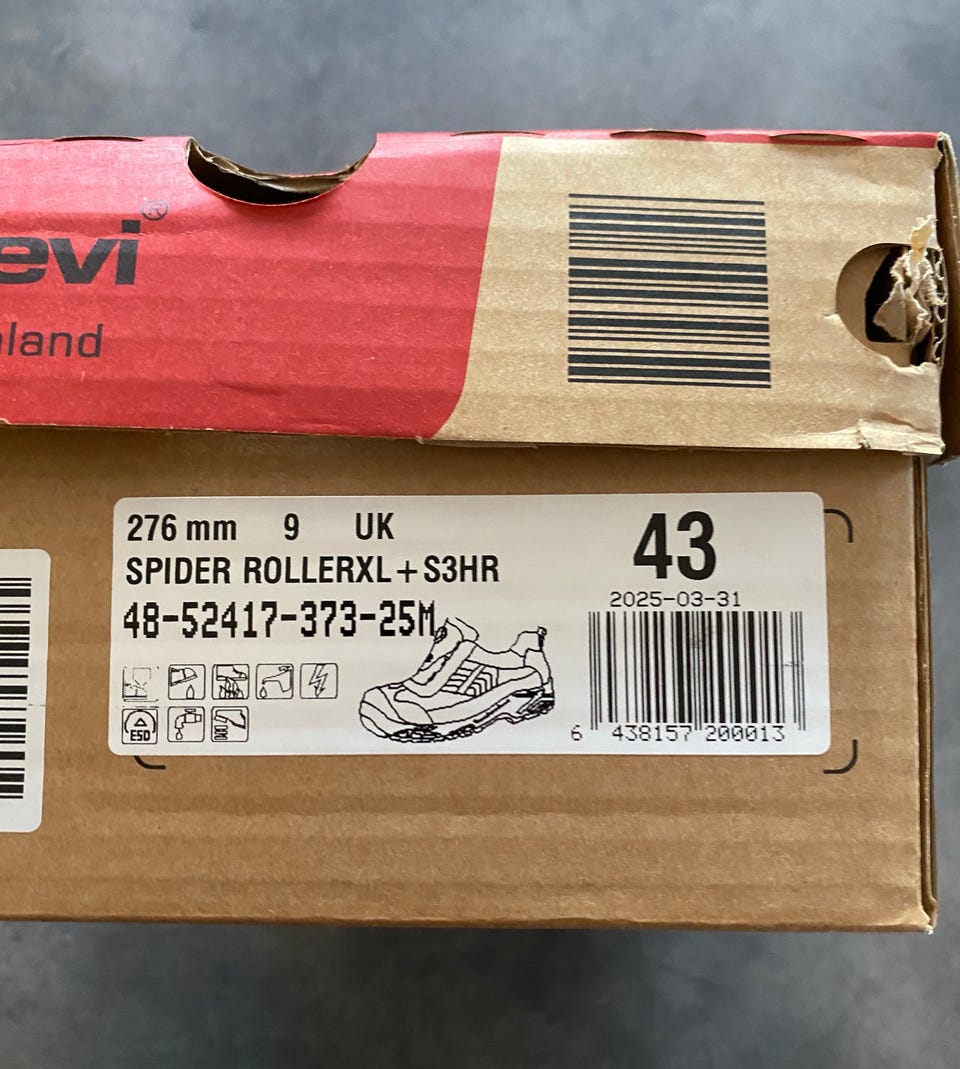 evi®
land
276 mm 9 UK
43
SPIDER ROLLERXL+S3HR
2025-03-31
48-52417-373-25M
ESD
6 438157 200013